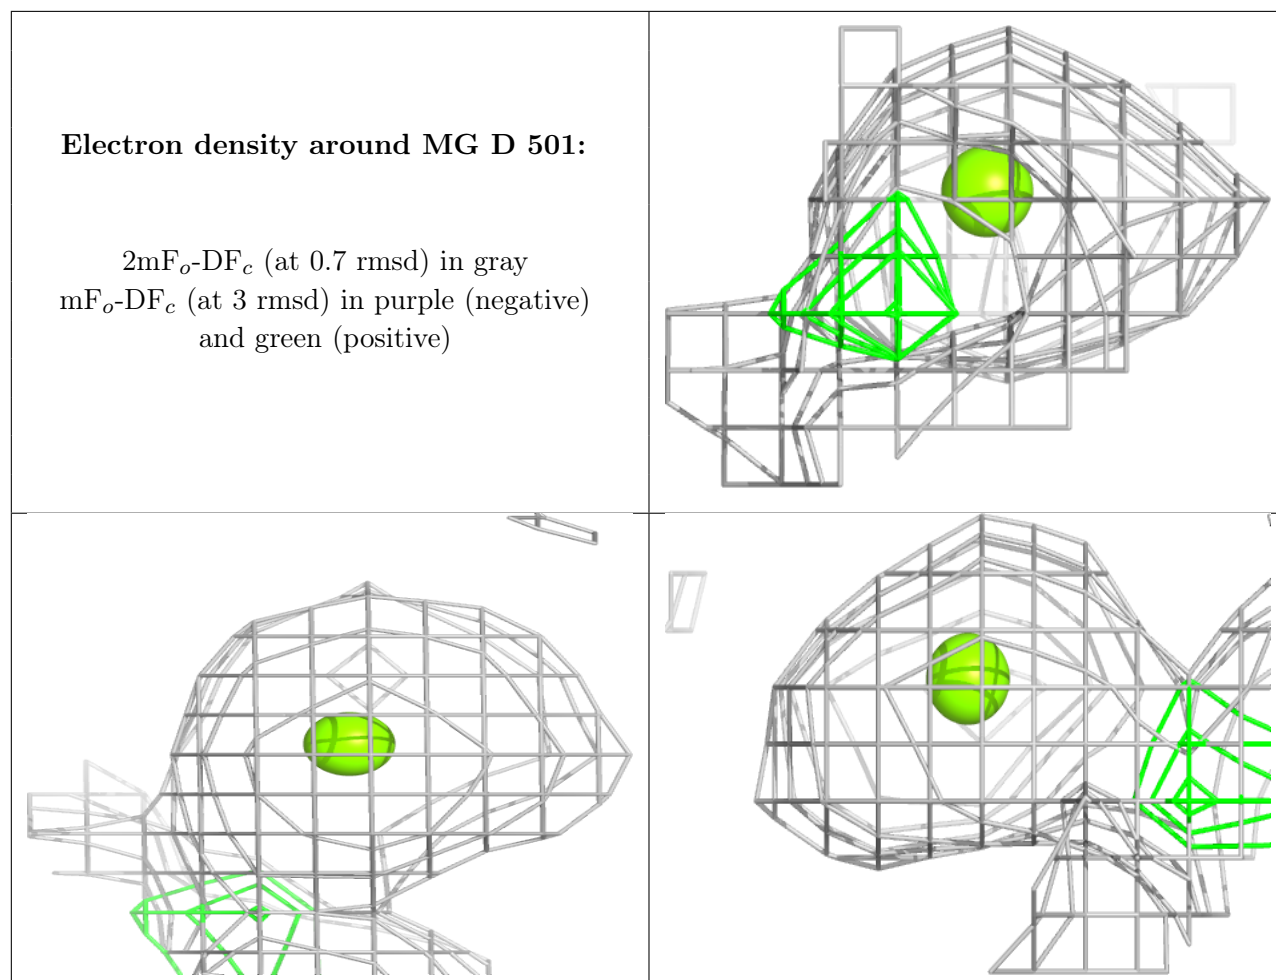 Electron density around MG D 501:
2mFo-DFc (at 0.7 rmsd) in gray
mFo-DFc (at 3 rmsd) in purple (negative)
and green (positive)